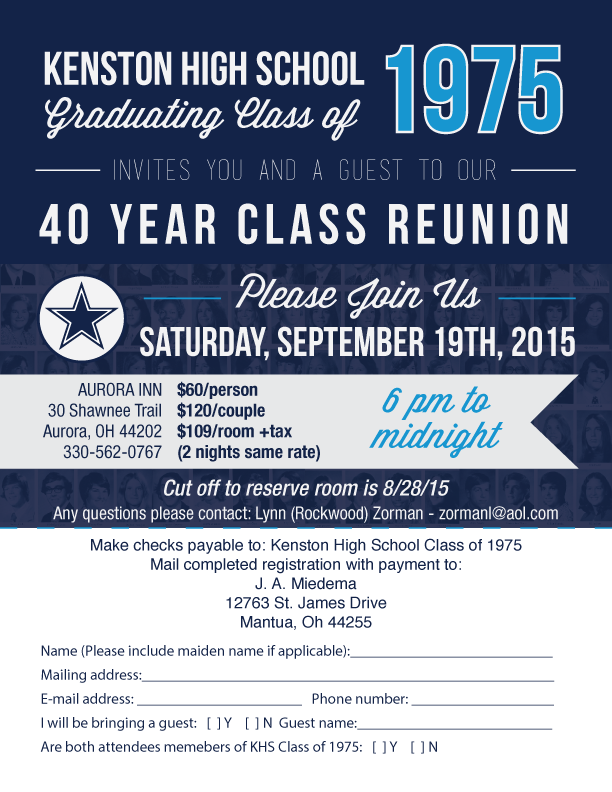 KENSTON HIGH SCHOOL 1975
Graduating Class of
INVITES YOU AND A GUEST TO OUR
40 YEAR CLASS REUNION
Please Join Us
SATURDAY, SEPTEMBER 19TH, 2015
AURORA INN $60/person
30 Shawnee Trail $120/couple
Aurora, OH 44202 $109/room +tax
330-562-0767 (2 nights same rate)
6 pm to
midnight
Cut off to reserve room is 8/28/15
Any questions please contact: Lynn (Rockwood) Zorman - zormanl@aol.com
Make checks payable to: Kenston High School Class of 1975
Mail completed registration with payment to:
J. A. Miedema
12763 St. James Drive
Mantua, Oh 44255
Name (Please include maiden name if applicable):
Mailing address:
E-mail address: Phone number:
I will be bringing a guest: [ ] Y [ ] N Guest name:
Are both attendees memebers of KHS Class of 1975: [ ] Y [ ] N